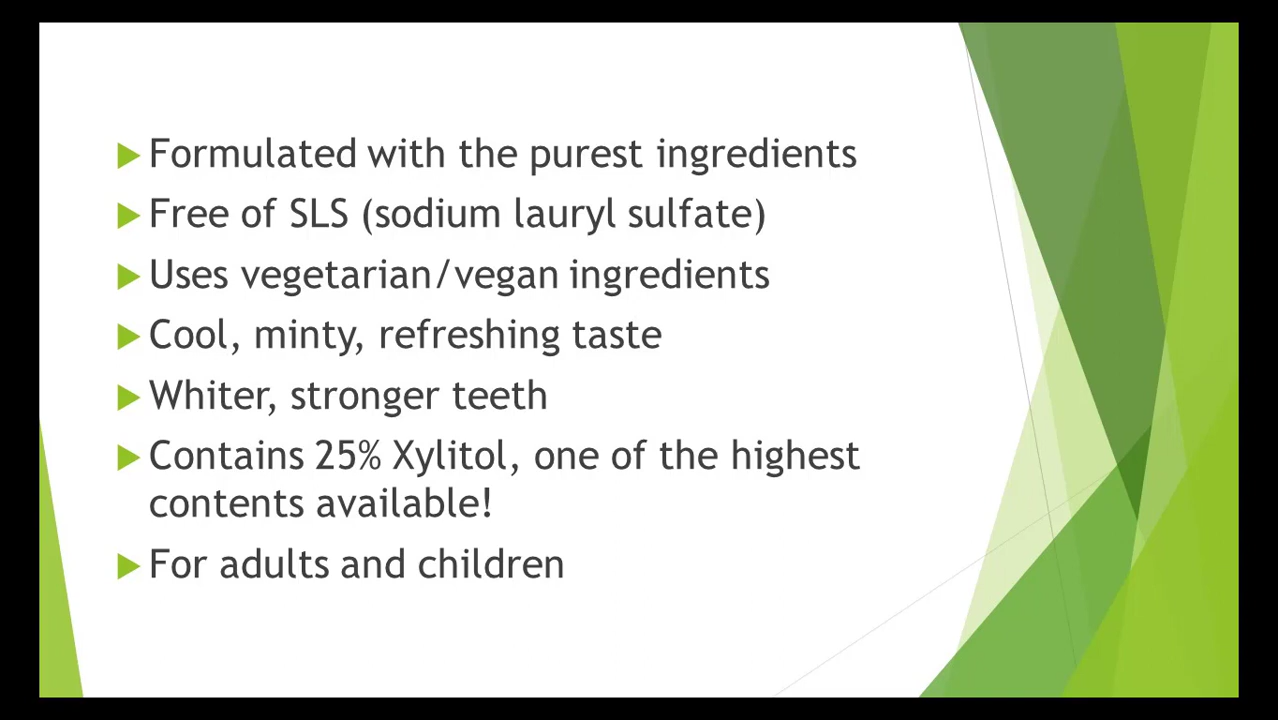 Formulated with the purest ingredients
Free of SLS (sodium lauryl sulfate)
Uses vegetarian/vegan ingredients
Cool, minty, refreshing taste
Whiter, stronger teeth
Contains 25% Xylitol, one of the highest
contents available!
For adults and children